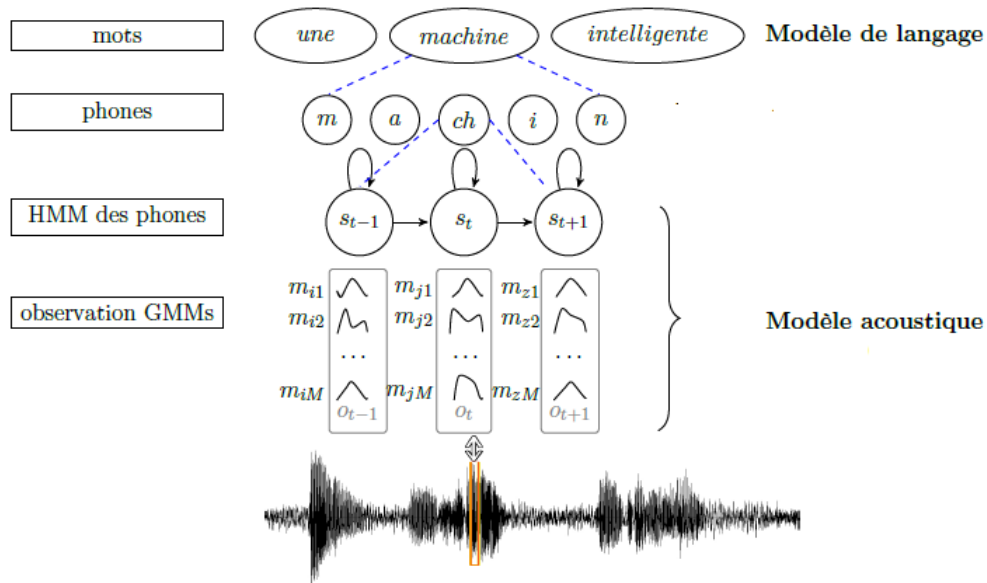 mots
une machine intelligente
Modèle de langage
phones
m a ch i n
HMM des phones
s_{t−1} s_t s_{t+1}
observation GMMs
m_{i1} m_{j1} m_{z1}
m_{i2} m_{j2} m_{z2}
... ... ...
m_{iM} m_{jM} m_{zM}
o_{t−1} o_t o_{t+1}
Modèle acoustique